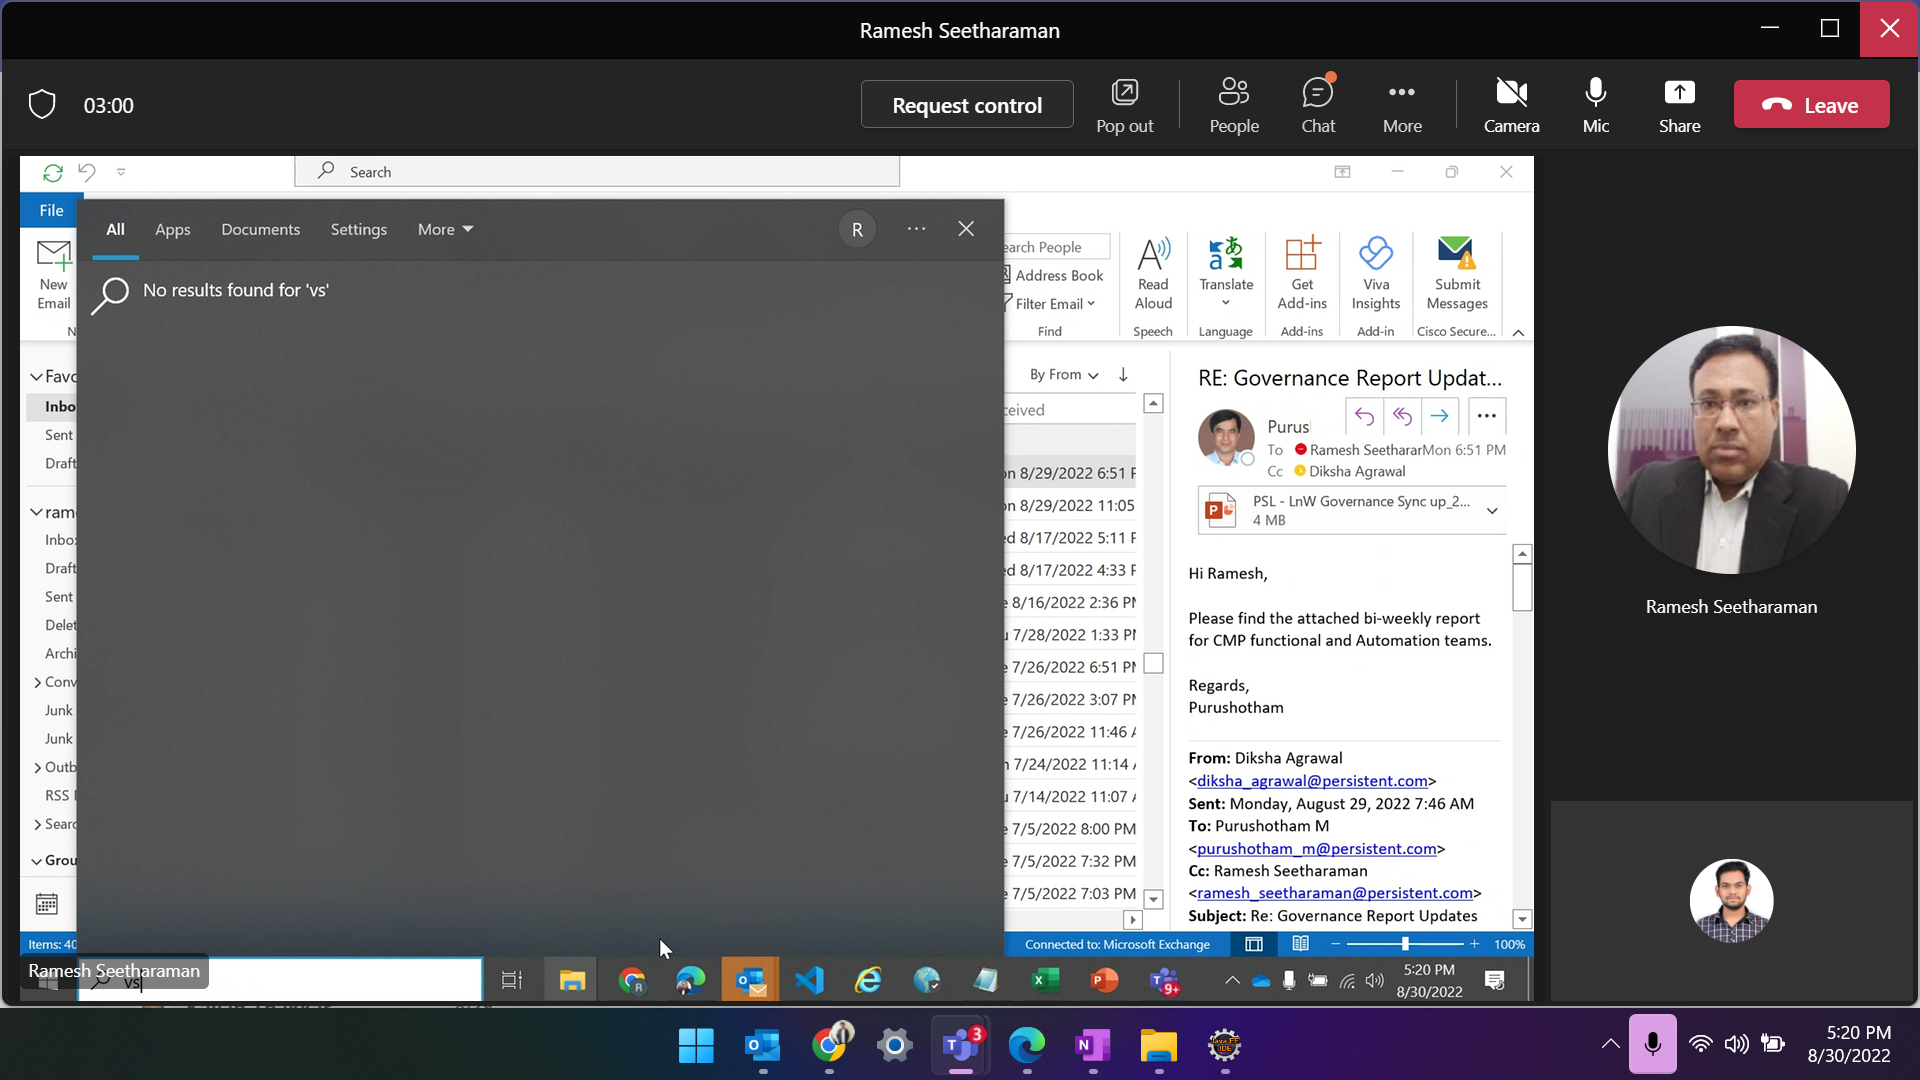 Ramesh Seetharaman
03:00
Request control
Pop out
People
Chat
More
Camera
Mic
Share
Leave
Search
File
All
Apps
Documents
Settings
More
R
No results found for 'vs'
New
Email
earch People
Address Book
Filter Email
Find
Read
Aloud
Speech
Translate
Language
Get
Add-ins
Add-ins
Viva
Insights
Add-in
Submit
Messages
Cisco Secure...
Favo
Inbo
Sent
Draft
ram
Inbo
Draft
Sent
Delet
Archi
Conv
Junk
Junk
Outb
RSS
Searc
Grou
Items: 40
By From
ceived
on 8/29/2022 6:51 P
on 8/29/2022 11:05
ed 8/17/2022 5:11 P
ed 8/17/2022 4:33 P
e 8/16/2022 2:36 PM
u 7/28/2022 1:33 PM
e 7/26/2022 6:51 PM
e 7/26/2022 3:07 PM
e 7/26/2022 11:46 A
n 7/24/2022 11:14 A
u 7/14/2022 11:07 A
e 7/5/2022 8:00 PM
e 7/5/2022 7:32 PM
e 7/5/2022 7:03 PM
RE: Governance Report Updat...
Purus
To Ramesh Seetharar Mon 6:51 PM
Cc Diksha Agrawal
PSL - LnW Governance Sync up_2...
4 MB
Hi Ramesh,
Please find the attached bi-weekly report
for CMP functional and Automation teams.
Regards,
Purushotham
From: Diksha Agrawal
<diksha_agrawal@persistent.com>
Sent: Monday, August 29, 2022 7:46 AM
To: Purushotham M
<purushotham_m@persistent.com>
Cc: Ramesh Seetharaman
<ramesh_seetharaman@persistent.com>
Subject: Re: Governance Report Updates
Connected to: Microsoft Exchange
100%
Ramesh Seetharaman
vs
9+
5:20 PM
8/30/2022
Ramesh Seetharaman
3
5:20 PM
8/30/2022